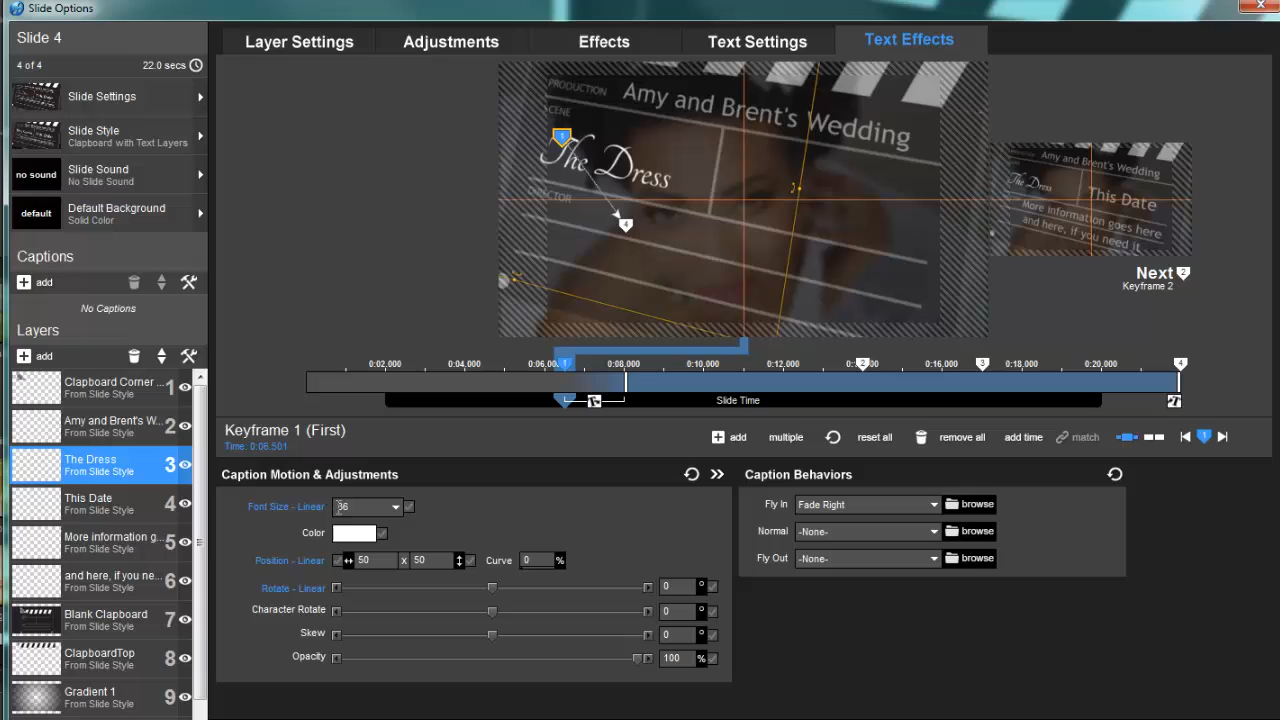 Slide Options
Slide 4
4 of 4
22.0 secs
Slide Settings
Slide Style
Clapboard with Text Layers
no sound
Slide Sound
No Slide Sound
default
Default Background
Solid Color
Captions
add
No Captions
Layers
add
Clapboard Corner ...
From Slide Style
1
Amy and Brent's W...
From Slide Style
2
The Dress
From Slide Style
3
This Date
From Slide Style
4
More information g...
From Slide Style
5
and here, if you ne...
From Slide Style
6
Blank Clapboard
From Slide Style
7
ClapboardTop
From Slide Style
8
Gradient 1
From Slide Style
9
Layer Settings
Adjustments
Effects
Text Settings
Text Effects
PRODUCTION
Amy and Brent's Wedding
SCENE
1
The Dress
DIRECTOR
4
Amy and Brent's Wedding
The Dress
This Date
More information goes here
and here, if you need it
Next 2
Keyframe 2
0:02,000
0:04,000
0:06,00
1
0:08,000
0:10,000
0:12,000
2
0:16,000
3
0:20,000
4
Slide Time
Keyframe 1 (First)
Time: 0:06.501
add
multiple
reset all
remove all
add time
match
1
Caption Motion & Adjustments
Font Size - Linear
36
Color
Position - Linear
50 x 50
Curve
0 %
Rotate - Linear
0 °
Character Rotate
0 °
Skew
0 °
Opacity
100 %
Caption Behaviors
Fly In
Fade Right
browse
Normal
-None-
browse
Fly Out
-None-
browse